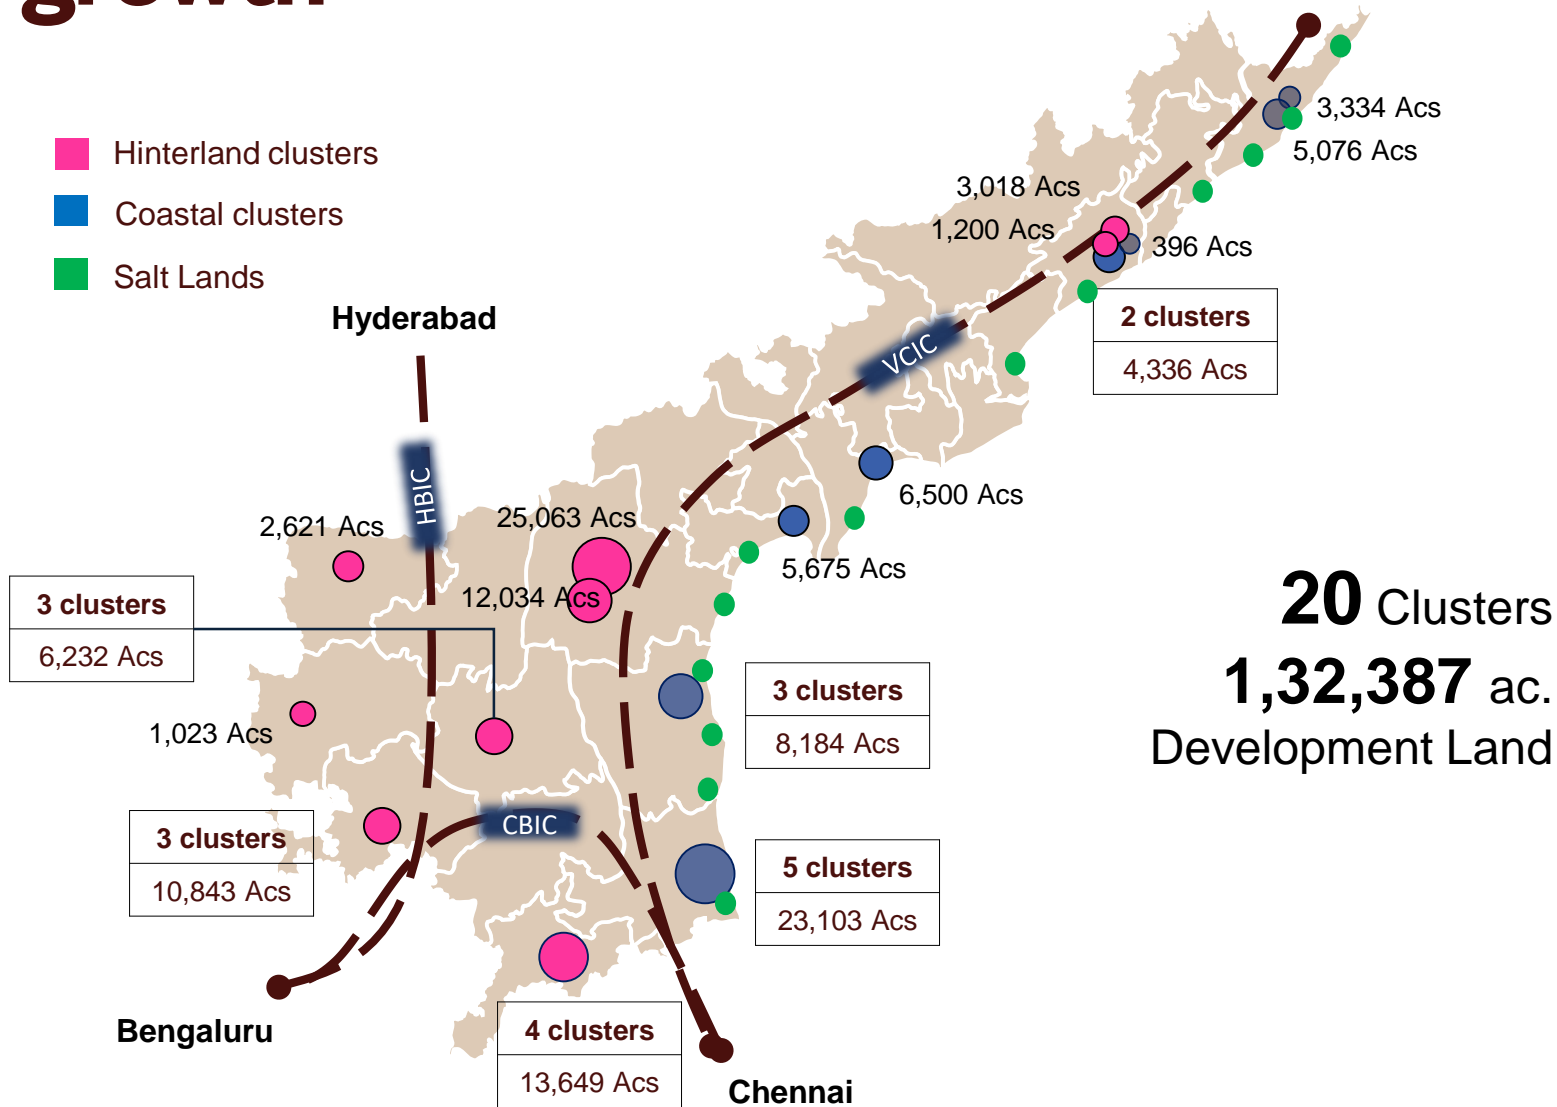 growth
Hinterland clusters
Coastal clusters
Salt Lands
Hyderabad
HBIC
VCIC
CBIC
3,334 Acs
5,076 Acs
3,018 Acs
1,200 Acs
396 Acs
2 clusters
4,336 Acs
6,500 Acs
5,675 Acs
2,621 Acs
25,063 Acs
12,034 Acs
3 clusters
6,232 Acs
1,023 Acs
3 clusters
8,184 Acs
3 clusters
10,843 Acs
5 clusters
23,103 Acs
4 clusters
13,649 Acs
Bengaluru
Chennai
20 Clusters
1,32,387 ac.
Development Land